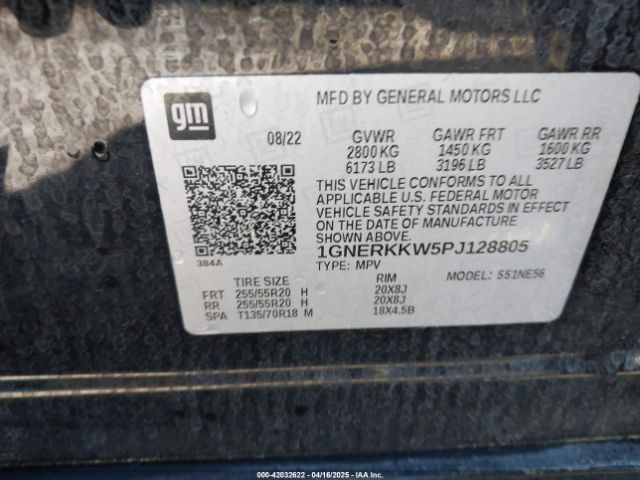 gm
MFD BY GENERAL MOTORS LLC
08/22 GVWR GAWR FRT GAWR RR
2800 KG 1450 KG 1600 KG
6173 LB 3196 LB 3527 LB
THIS VEHICLE CONFORMS TO ALL
APPLICABLE U.S. FEDERAL MOTOR
VEHICLE SAFETY STANDARDS IN EFFECT
ON THE DATE OF MANUFACTURE
SHOWN ABOVE.
384A
1GNERKKW5PJ128805
TYPE: MPV MODEL: SS1NE56
TIRE SIZE RIM
FRT 255/55R20 H 20X8J
RR 255/55R20 H 20X8J
SPA T135/70R18 M 18X4.5B
000-42032622 | 04/16/2025 - IAA Inc. Copyright